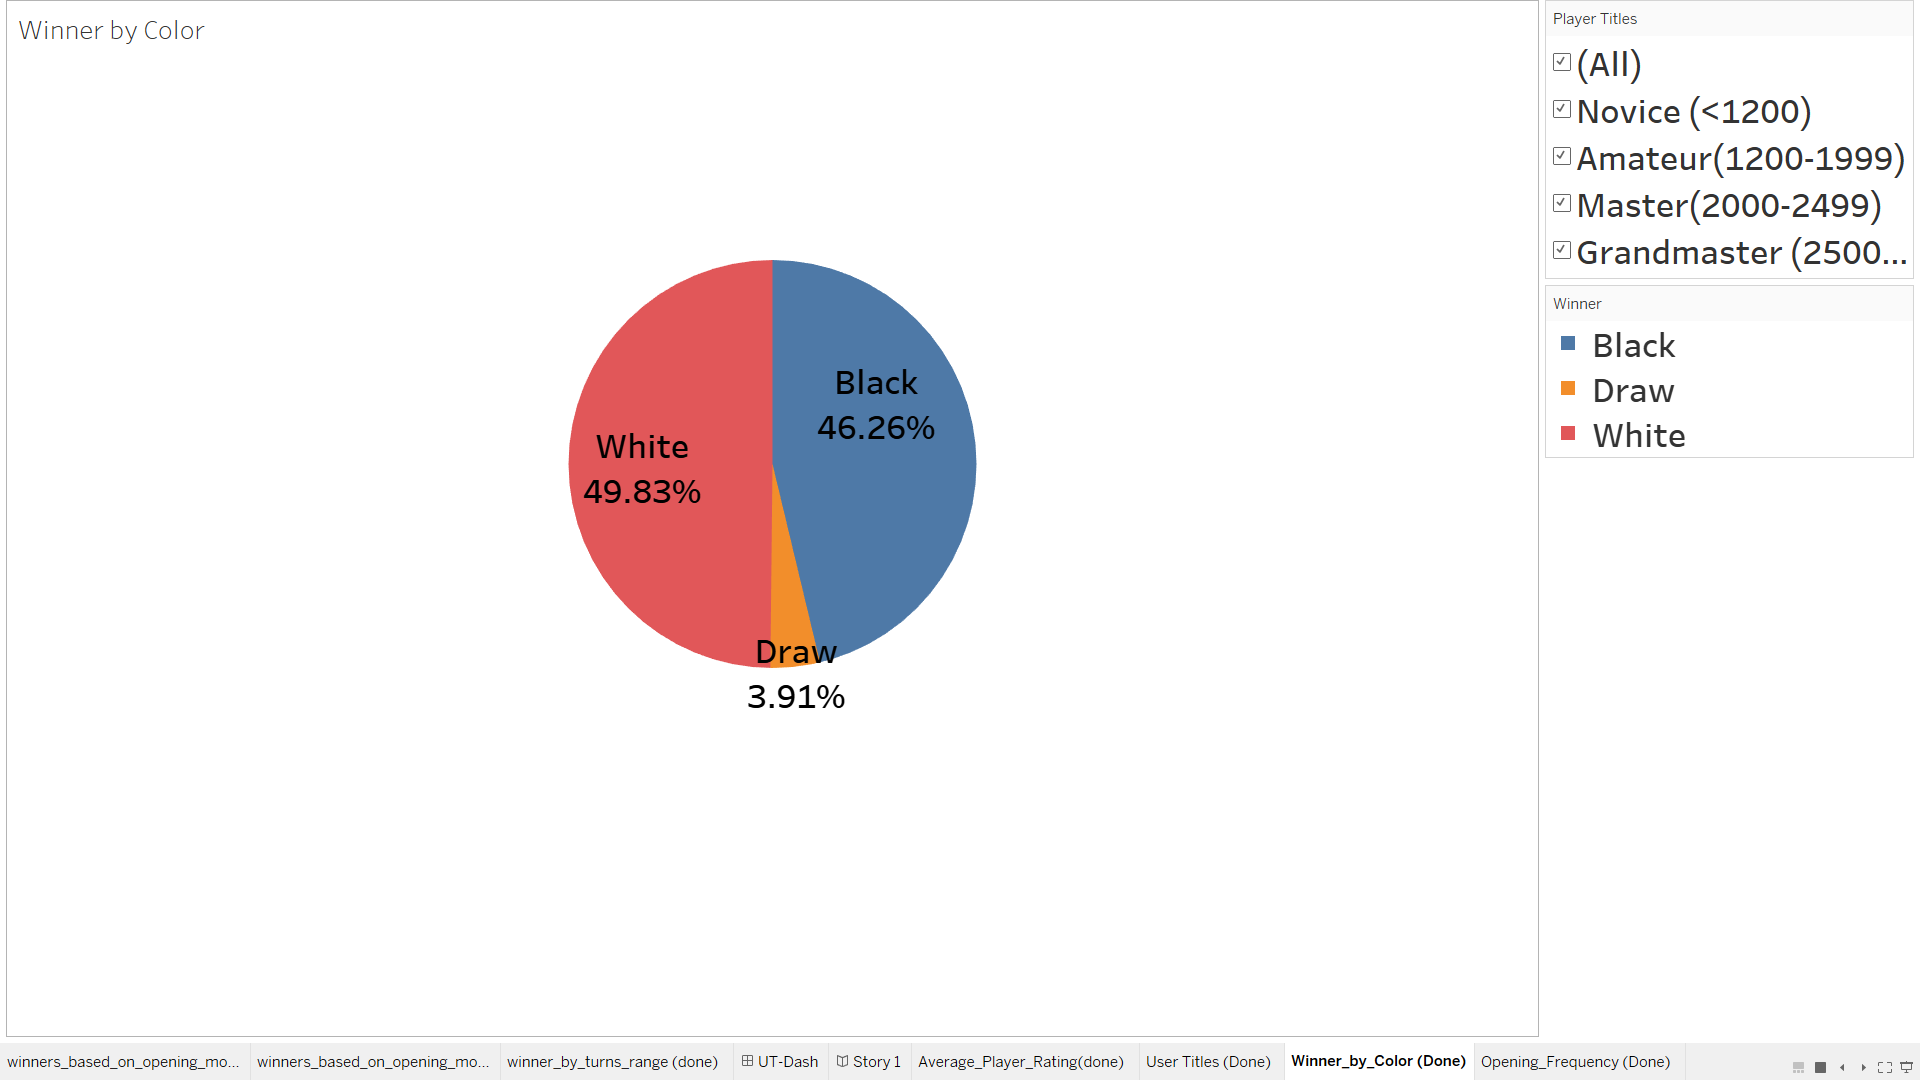 Winner by Color
White
49.83%
Black
46.26%
Draw
3.91%
Player Titles
(All)
Novice (<1200)
Amateur(1200-1999)
Master(2000-2499)
Grandmaster (2500...
Winner
Black
Draw
White
winners_based_on_opening_mo... winners_based_on_opening_mo... winner_by_turns_range (done) UT-Dash Story 1 Average_Player_Rating(done) User Titles (Done) Winner_by_Color (Done) Opening_Frequency (Done)